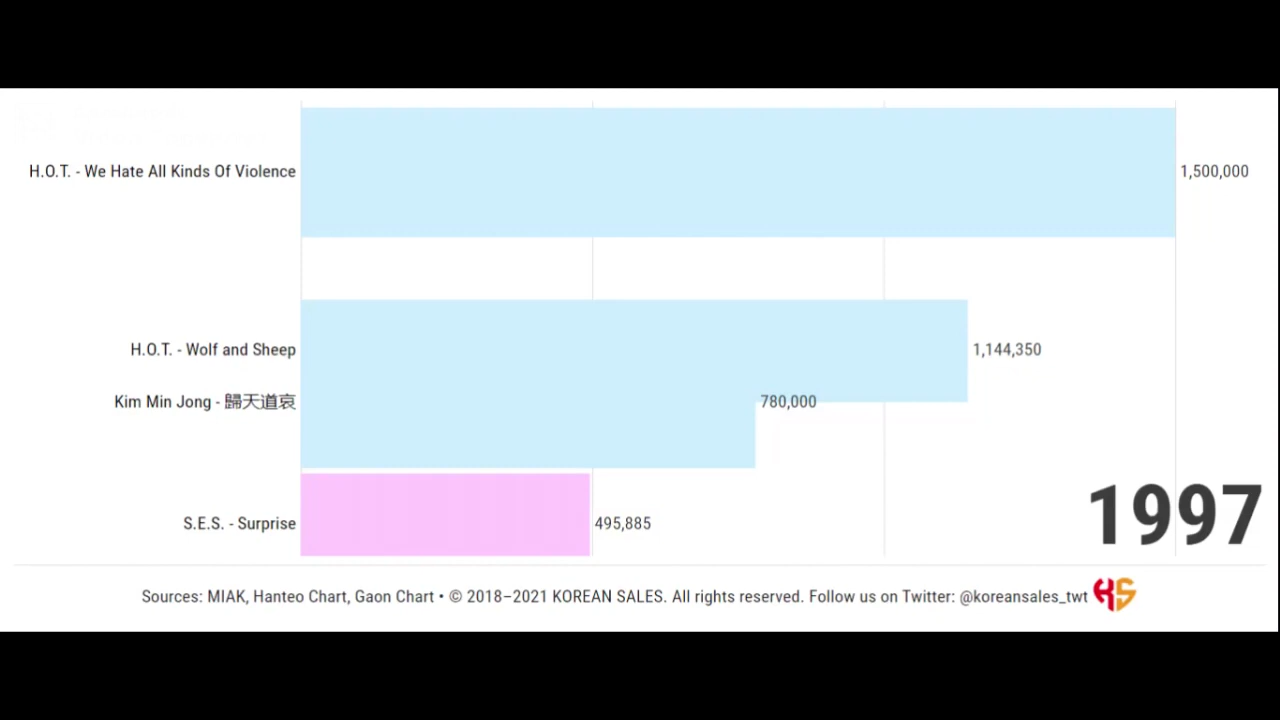 H.O.T. - We Hate All Kinds Of Violence 1,500,000
H.O.T. - Wolf and Sheep 1,144,350
Kim Min Jong - 歸天道哀 780,000
S.E.S. - Surprise 495,885
1997
Sources: MIAK, Hanteo Chart, Gaon Chart • © 2018–2021 KOREAN SALES. All rights reserved. Follow us on Twitter: @koreansales_twt KS